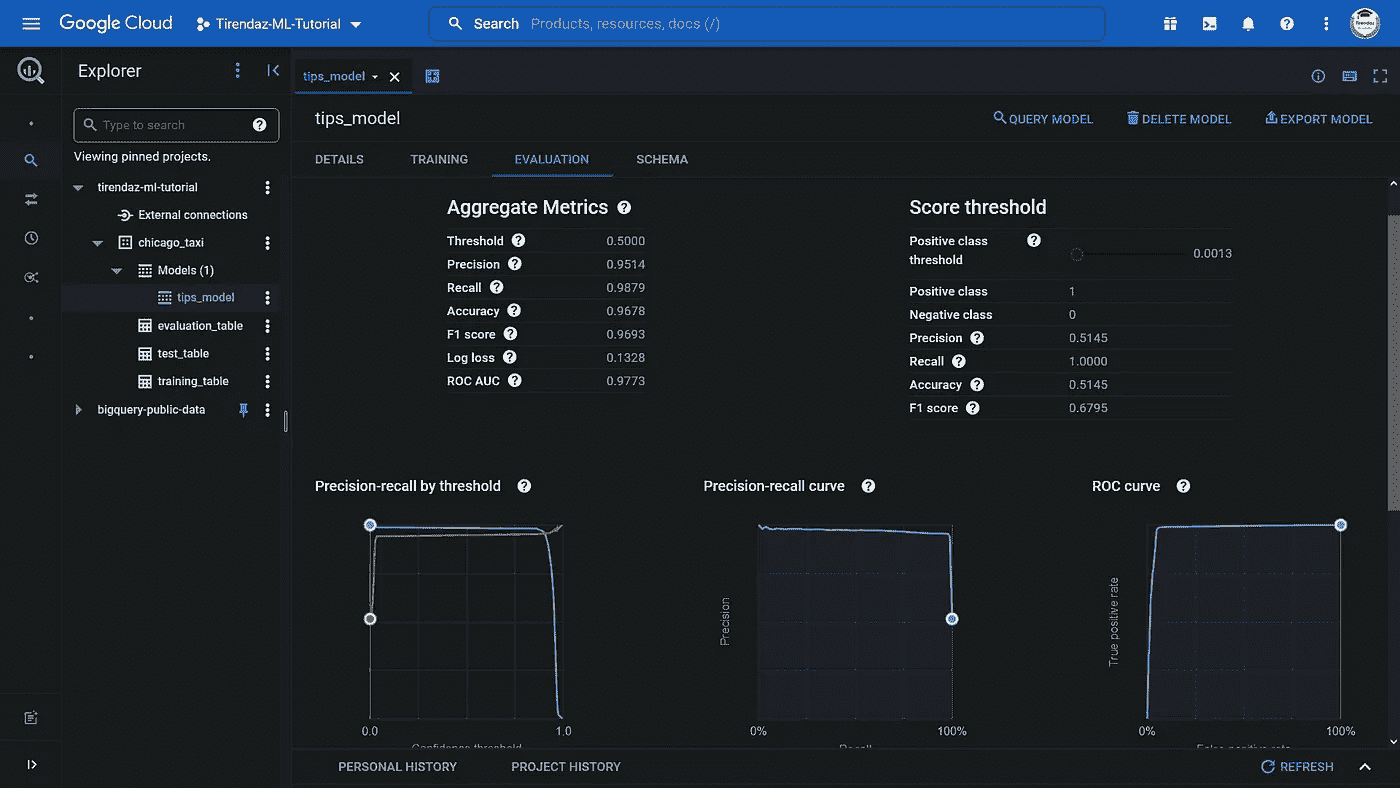 Google Cloud
Tirendaz-ML-Tutorial
Search Products, resources, docs (/)
Explorer
Type to search
Viewing pinned projects.
tirendaz-ml-tutorial
External connections
chicago_taxi
Models (1)
tips_model
evaluation_table
test_table
training_table
bigquery-public-data
tips_model
tips_model
QUERY MODEL
DELETE MODEL
EXPORT MODEL
DETAILS
TRAINING
EVALUATION
SCHEMA
Aggregate Metrics
Threshold 0.5000
Precision 0.9514
Recall 0.9879
Accuracy 0.9678
F1 score 0.9693
Log loss 0.1328
ROC AUC 0.9773
Score threshold
Positive class
threshold
0.0013
Positive class 1
Negative class 0
Precision 0.5145
Recall 1.0000
Accuracy 0.5145
F1 score 0.6795
Precision-recall by threshold
0.0 1.0
Confidence threshold
Precision-recall curve
Precision
0% 100%
Recall
ROC curve
True positive rate
0% 100%
False positive rate
PERSONAL HISTORY
PROJECT HISTORY
REFRESH